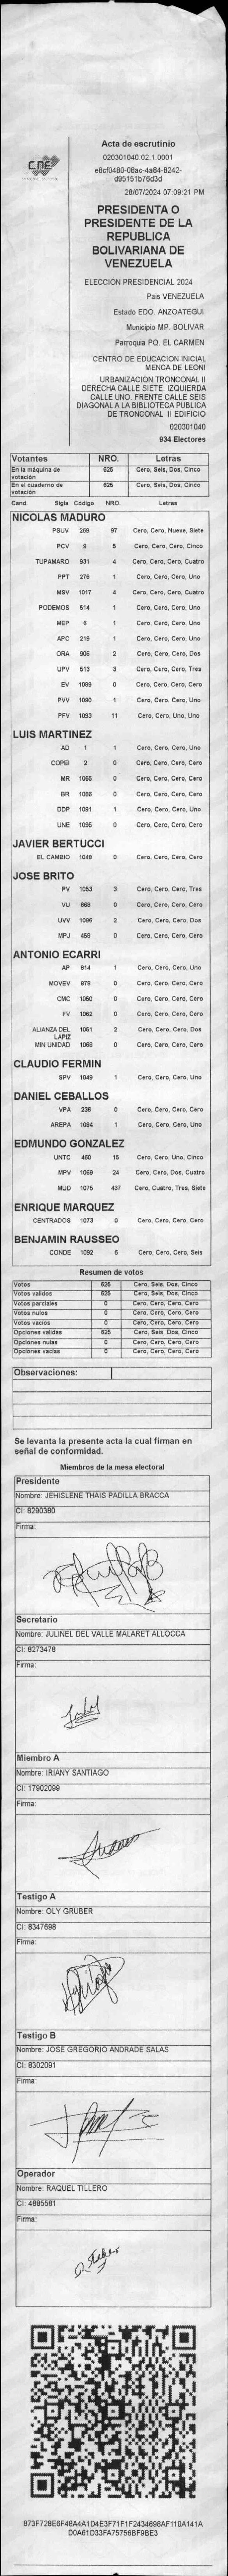 CNE
Acta de escrutinio
020301040.02.1.0001
e8cf0480-08ac-4a84-8242-
d95151b76d3d
28/07/2024 07:09:21 PM
PRESIDENTA O
PRESIDENTE DE LA
REPUBLICA
BOLIVARIANA DE
VENEZUELA
ELECCIÓN PRESIDENCIAL 2024
Pais VENEZUELA
Estado EDO. ANZOATEGUI
Municipio MP. BOLIVAR
Parroquia PQ. EL CARMEN
CENTRO DE EDUCACION INICIAL
MENCA DE LEONI
URBANIZACION TRONCONAL II
DERECHA CALLE SIETE. IZQUIERDA
CALLE UNO. FRENTE CALLE SEIS
DIAGONAL A LA BIBLIOTECA PUBLICA
DE TRONCONAL II EDIFICIO
020301040
934 Electores
Votantes NRO. Letras
En la máquina de votación 625 Cero, Seis, Dos, Cinco
En el cuaderno de votación 625 Cero, Seis, Dos, Cinco
Cand. Sigla Código NRO. Letras
NICOLAS MADURO
PSUV 269 97 Cero, Cero, Nueve, Siete
PCV 9 5 Cero, Cero, Cero, Cinco
TUPAMARO 931 4 Cero, Cero, Cero, Cuatro
PPT 276 1 Cero, Cero, Cero, Uno
MSV 1017 4 Cero, Cero, Cero, Cuatro
PODEMOS 514 1 Cero, Cero, Cero, Uno
MEP 6 1 Cero, Cero, Cero, Uno
APC 219 1 Cero, Cero, Cero, Uno
ORA 906 2 Cero, Cero, Cero, Dos
UPV 513 3 Cero, Cero, Cero, Tres
EV 1089 0 Cero, Cero, Cero, Cero
PVV 1090 1 Cero, Cero, Cero, Uno
PFV 1093 11 Cero, Cero, Uno, Uno
LUIS MARTINEZ
AD 1 1 Cero, Cero, Cero, Uno
COPEI 2 0 Cero, Cero, Cero, Cero
MR 1065 0 Cero, Cero, Cero, Cero
BR 1066 0 Cero, Cero, Cero, Cero
DDP 1091 1 Cero, Cero, Cero, Uno
UNE 1095 0 Cero, Cero, Cero, Cero
JAVIER BERTUCCI
EL CAMBIO 1048 0 Cero, Cero, Cero, Cero
JOSE BRITO
PV 1053 3 Cero, Cero, Cero, Tres
VU 868 0 Cero, Cero, Cero, Cero
UVV 1096 2 Cero, Cero, Cero, Dos
MPJ 459 0 Cero, Cero, Cero, Cero
ANTONIO ECARRI
AP 814 1 Cero, Cero, Cero, Uno
MOVEV 978 0 Cero, Cero, Cero, Cero
CMC 1050 0 Cero, Cero, Cero, Cero
FV 1062 0 Cero, Cero, Cero, Cero
ALIANZA DEL LAPIZ 1051 2 Cero, Cero, Cero, Dos
MIN UNIDAD 1068 0 Cero, Cero, Cero, Cero
CLAUDIO FERMIN
SPV 1049 1 Cero, Cero, Cero, Uno
DANIEL CEBALLOS
VPA 236 0 Cero, Cero, Cero, Cero
AREPA 1094 1 Cero, Cero, Cero, Uno
EDMUNDO GONZALEZ
UNTC 460 15 Cero, Cero, Uno, Cinco
MPV 1069 24 Cero, Cero, Dos, Cuatro
MUD 1075 437 Cero, Cuatro, Tres, Siete
ENRIQUE MARQUEZ
CENTRADOS 1073 0 Cero, Cero, Cero, Cero
BENJAMIN RAUSSEO
CONDE 1092 6 Cero, Cero, Cero, Seis
Resumen de votos
Votos 625 Cero, Seis, Dos, Cinco
Votos validos 625 Cero, Seis, Dos, Cinco
Votos parciales 0 Cero, Cero, Cero, Cero
Votos nulos 0 Cero, Cero, Cero, Cero
Votos vacios 0 Cero, Cero, Cero, Cero
Opciones validas 625 Cero, Seis, Dos, Cinco
Opciones nulas 0 Cero, Cero, Cero, Cero
Opciones vacias 0 Cero, Cero, Cero, Cero
Observaciones:
Se levanta la presente acta la cual firman en
señal de conformidad.
Miembros de la mesa electoral
Presidente
Nombre: JEHISLENE THAIS PADILLA BRACCA
CI: 8290380
Firma:
Secretario
Nombre: JULINEL DEL VALLE MALARET ALLOCCA
CI: 8273478
Firma:
Miembro A
Nombre: IRIANY SANTIAGO
CI: 17902099
Firma:
Testigo A
Nombre: OLY GRUBER
CI: 8347698
Firma:
Testigo B
Nombre: JOSE GREGORIO ANDRADE SALAS
CI: 8302091
Firma:
Operador
Nombre: RAQUEL TILLERO
CI: 4885581
Firma:
873F728E6F48A4A1D4E3F71F1F2434698AF110A141A
D0A61D33FA75756BF9BE3